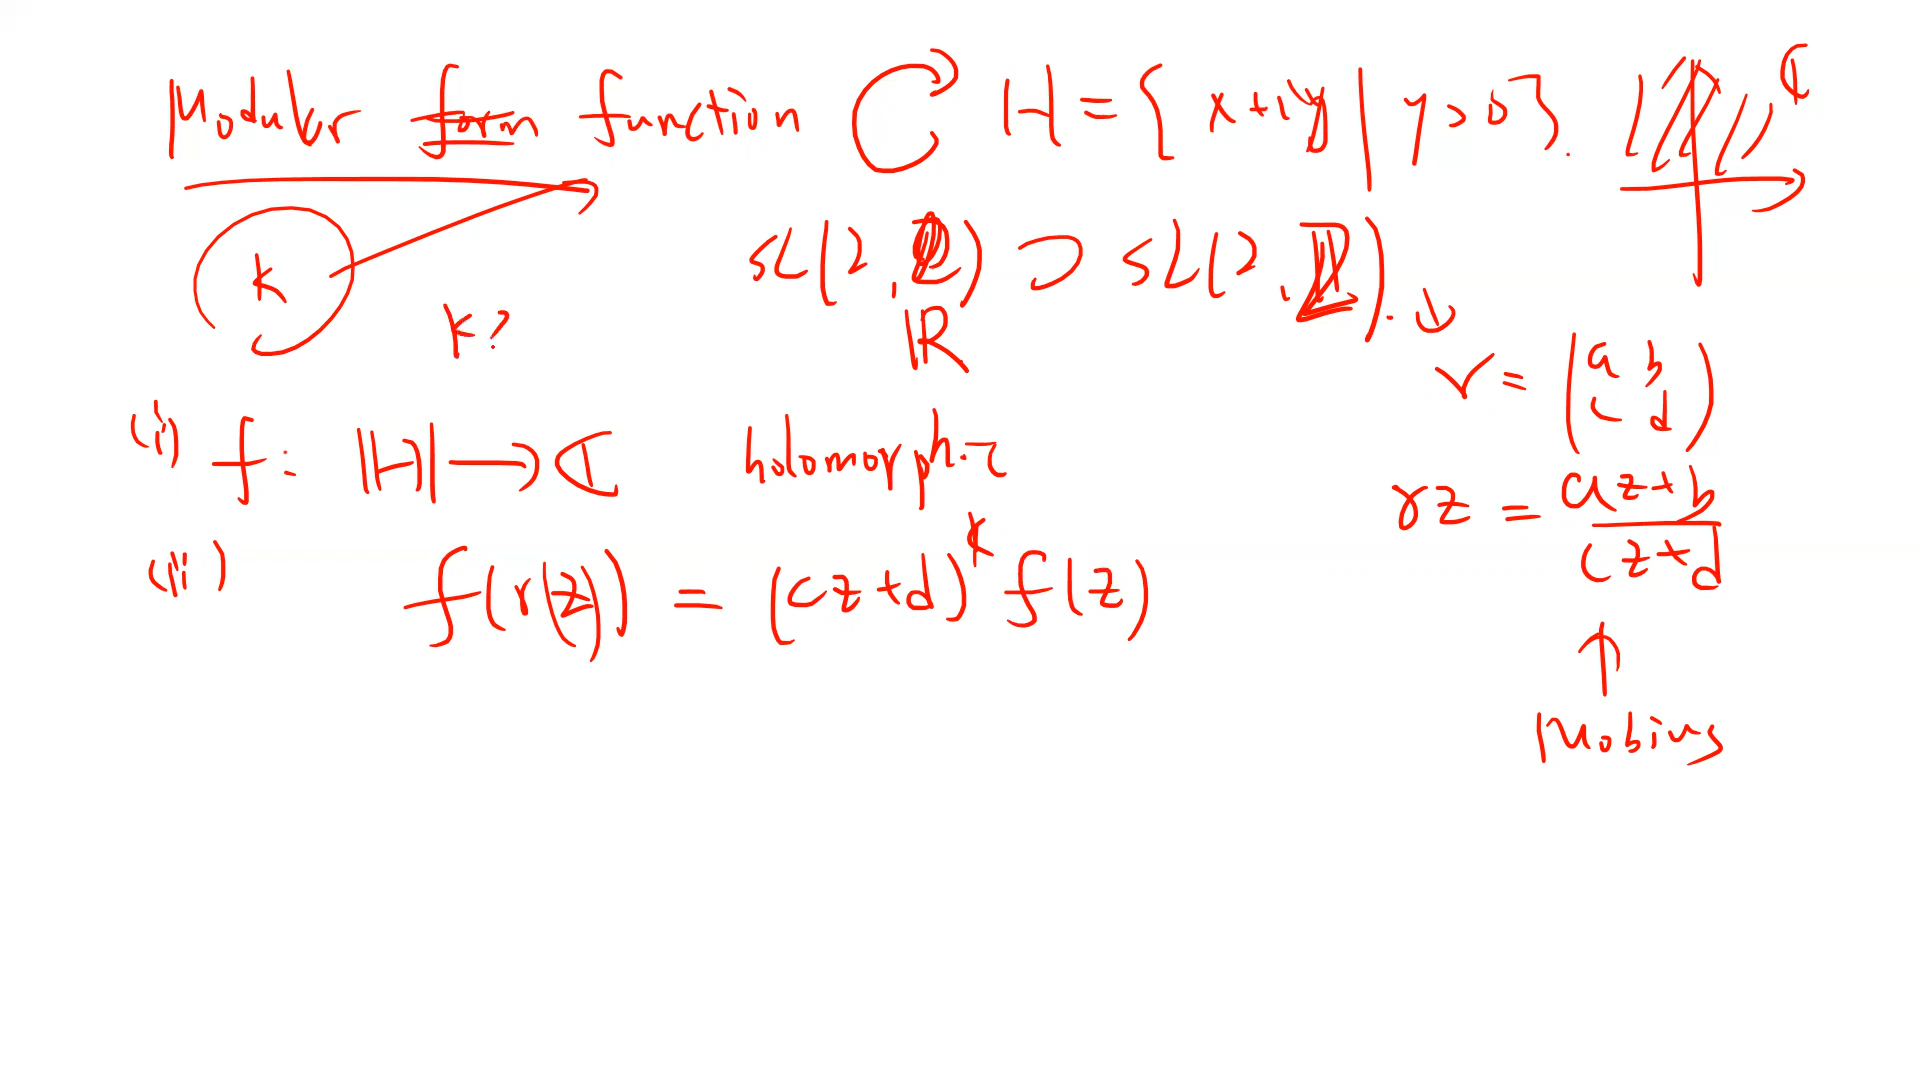 Modular form function H = { x+iy | y>0 }. ℂ
SL(2, ℝ) ⊃ SL(2, ℤ).
k
k?
γ = (a b
c d)
(i) f: H → ℂ holomorphic
γz = az+b
cz+d
(ii) f(γ(z)) = (cz+d)^k f(z)
Mobius